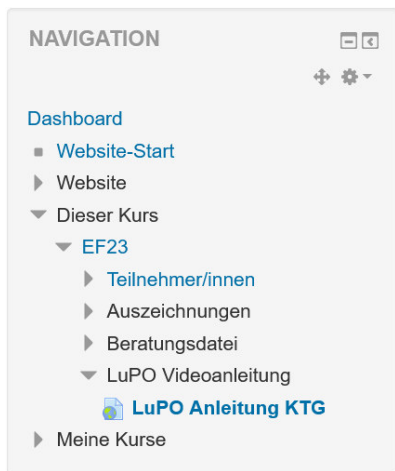 NAVIGATION
Dashboard
Website-Start
Website
Dieser Kurs
EF23
Teilnehmer/innen
Auszeichnungen
Beratungsdatei
LuPO Videoanleitung
LuPO Anleitung KTG
Meine Kurse